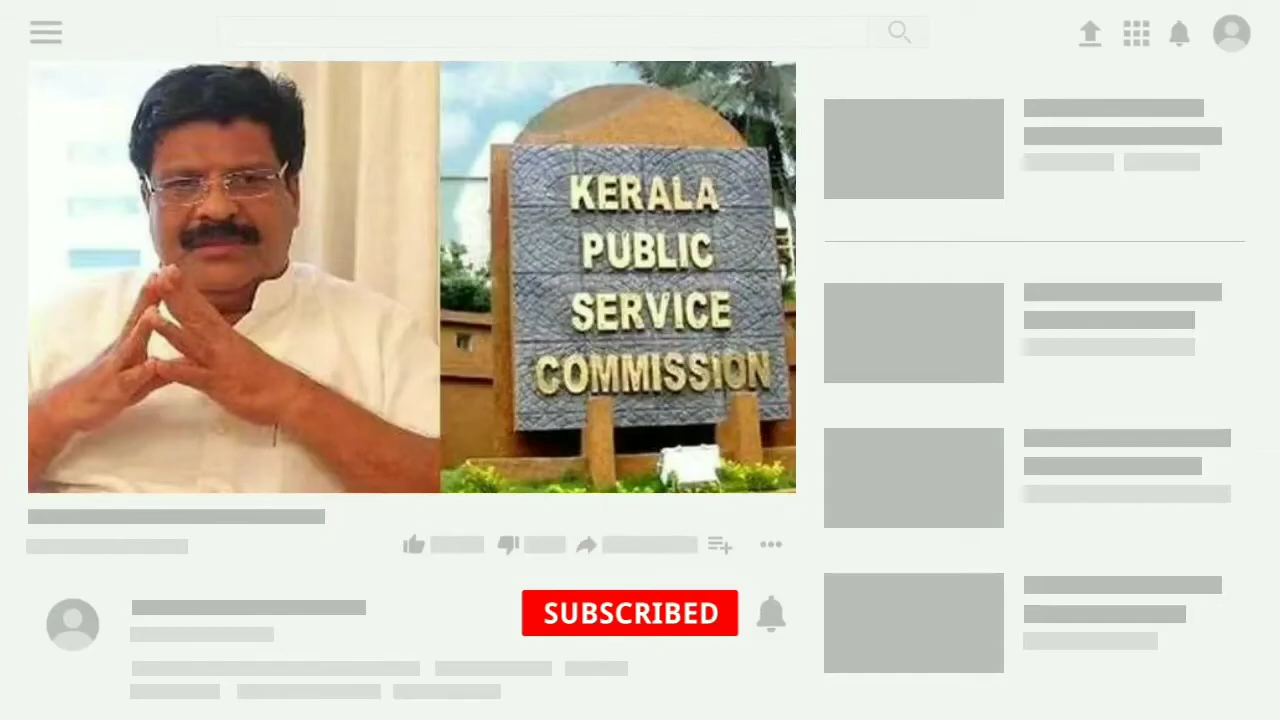 KERALA
PUBLIC
SERVICE
COMMISSION
SUBSCRIBED